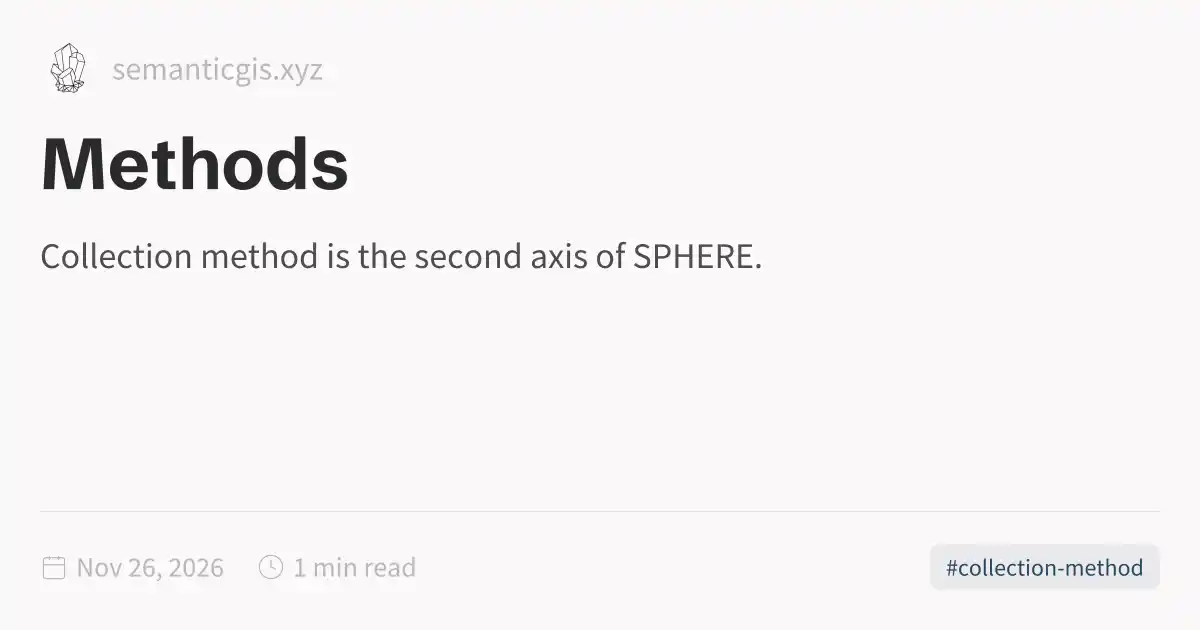 semanticgis.xyz
Methods
Collection method is the second axis of SPHERE.
Nov 26, 2026
1 min read
#collection-method